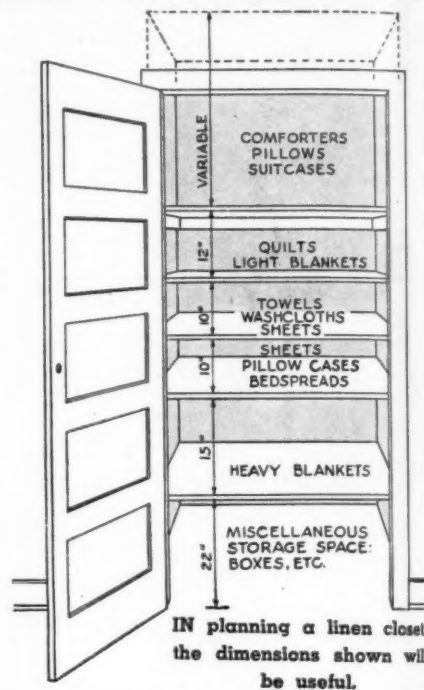 VARIABLE
COMFORTERS
PILLOWS
SUITCASES
12"
QUILTS
LIGHT BLANKETS
10"
TOWELS
WASHCLOTHS
SHEETS
10"
SHEETS
PILLOW CASES
BEDSPREADS
15"
HEAVY BLANKETS
22"
MISCELLANEOUS
STORAGE SPACE:
BOXES, ETC.
IN planning a linen closet
the dimensions shown will
be useful.